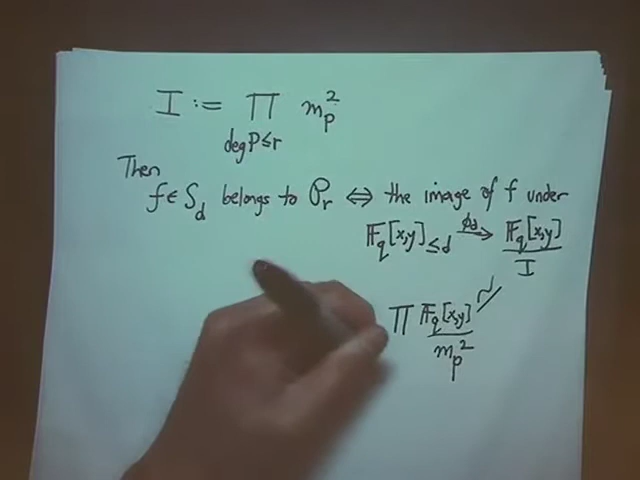 I := ∏ m_P^2
deg P ≤ r
Then
f ∈ S_d belongs to P_r ⇔ the image of f under
F_q[x,y]_{≤d} →^{ϕ_d} F_q[x,y] / I
∏ F_q[x,y] / m_P^2 ≃